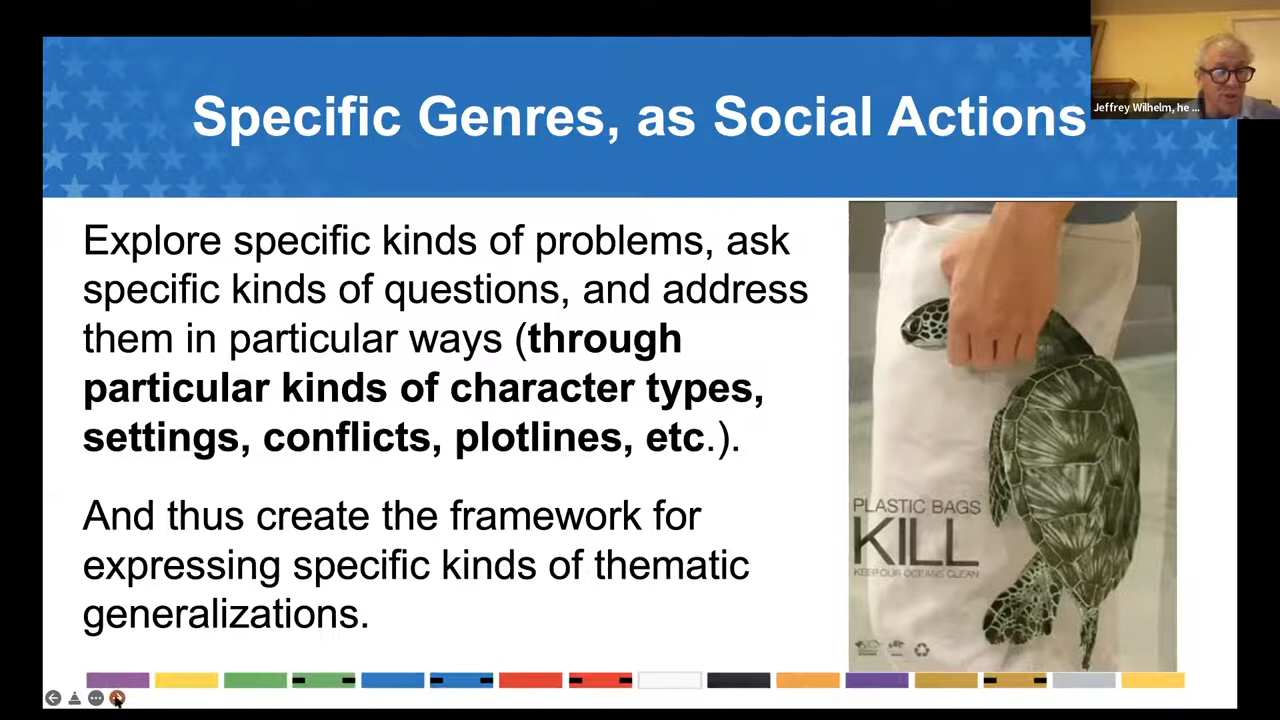 Specific Genres, as Social Actions
Jeffrey Wilhelm, he ...
Explore specific kinds of problems, ask
specific kinds of questions, and address
them in particular ways (through
particular kinds of character types,
settings, conflicts, plotlines, etc.).
And thus create the framework for
expressing specific kinds of thematic
generalizations.
PLASTIC BAGS
KILL
KEEP OUR OCEANS CLEAN